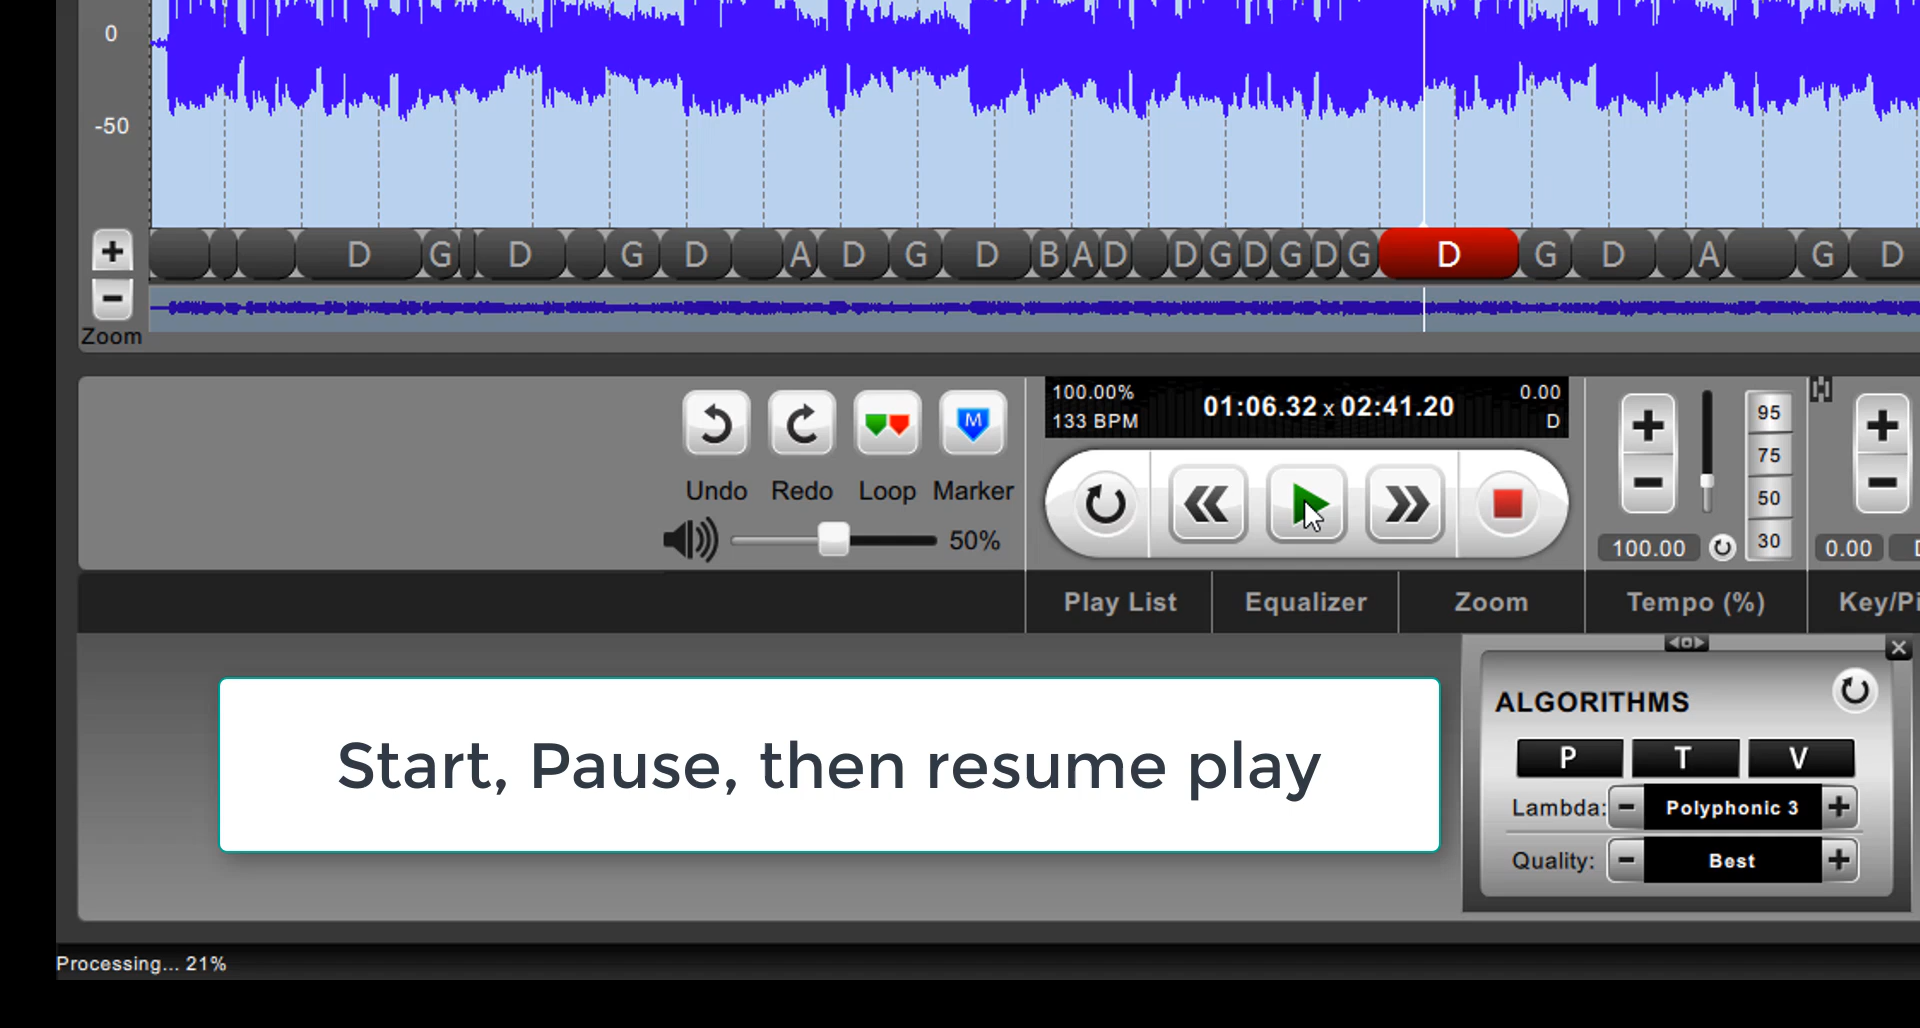 0
-50
D G D G D A D G D B A D D G D G D G D G D A G D
Zoom
100.00% 01:06.32 x 02:41.20 0.00
133 BPM D
M
95
75
50
30
Undo Redo Loop Marker
50%
100.00
0.00
Play List Equalizer Zoom Tempo (%) Key/Pi
ALGORITHMS
P T V
Lambda: Polyphonic 3
Quality: Best
Start, Pause, then resume play
Processing... 21%